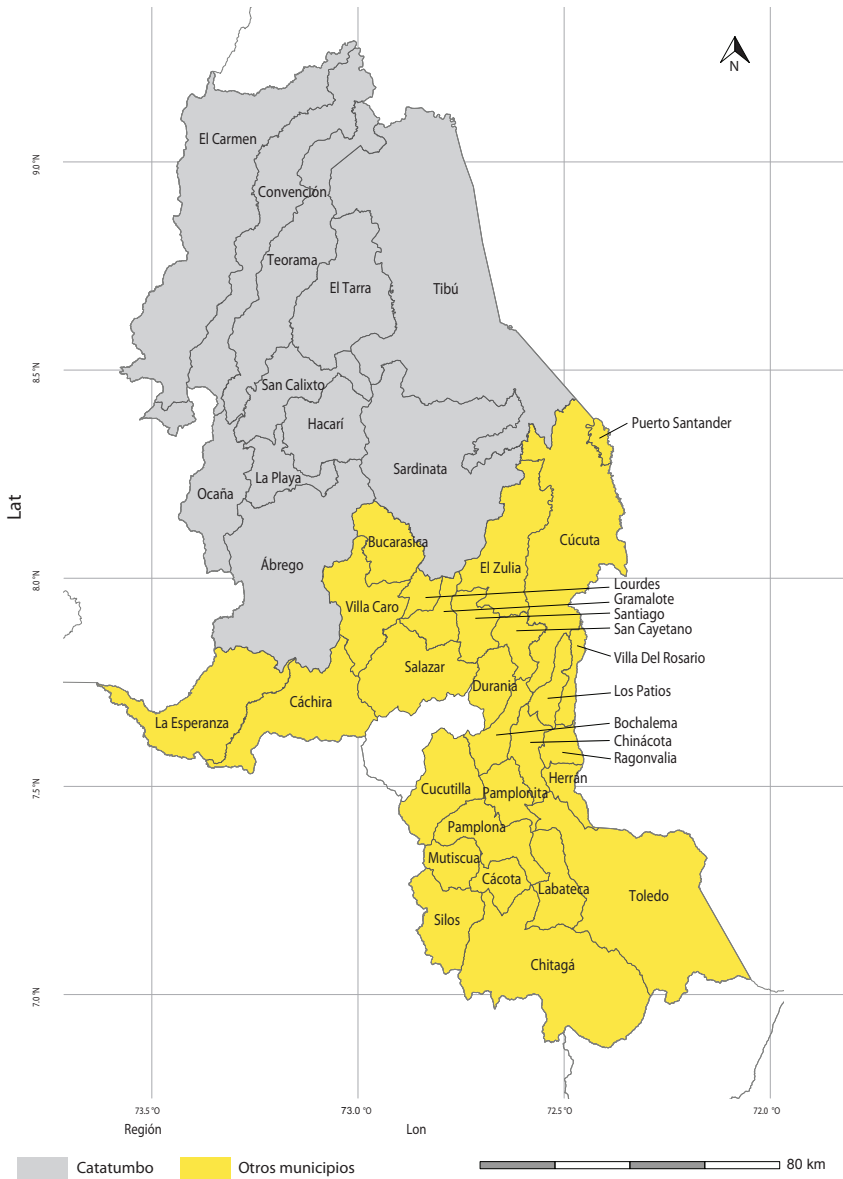 N
El Carmen
9.0 °N
Convención
Teorama
El Tarra
Tibú
8.5 °N
San Calixto
Hacarí
Puerto Santander
Sardinata
La Playa
Ocaña
Lat
Bucarasica
Cúcuta
Ábrego
El Zulia
8.0 °N
Lourdes
Gramalote
Villa Caro
Santiago
San Cayetano
Villa Del Rosario
Salazar
Durania
Los Patios
Cáchira
La Esperanza
Bochalema
Chinácota
Ragonvalia
Herrán
7.5 °N
Cucutilla
Pamplonita
Pamplona
Mutiscua
Cácota
Labateca
Toledo
Silos
Chitagá
7.0 °N
73.5 °O
73.0 °O
72.5 °O
72.0 °O
Región
Lon
Catatumbo
Otros municipios
80 km